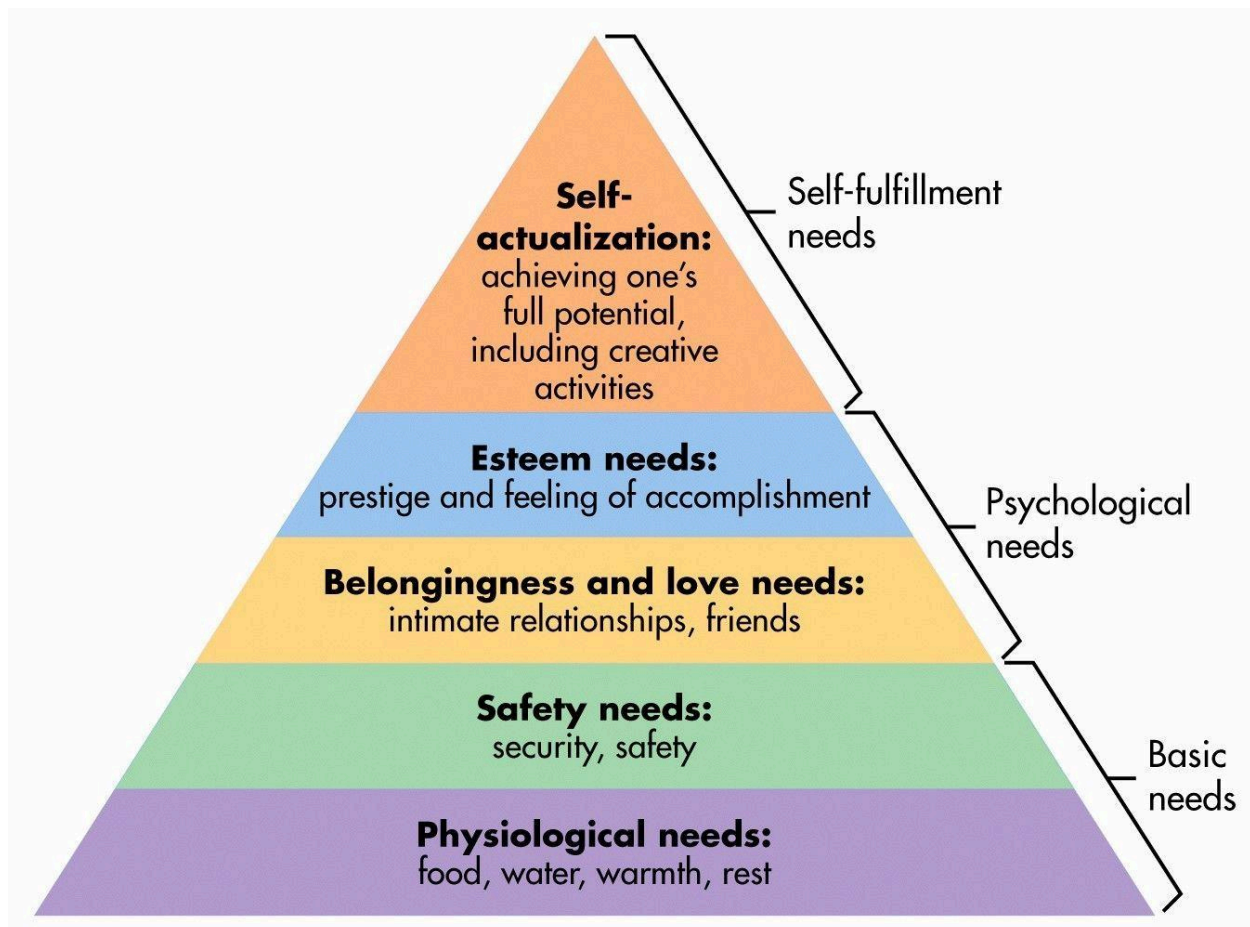 Self-
actualization:
achieving one's
full potential,
including creative
activities
Self-fulfillment
needs
Esteem needs:
prestige and feeling of accomplishment
Psychological
needs
Belongingness and love needs:
intimate relationships, friends
Safety needs:
security, safety
Basic
needs
Physiological needs:
food, water, warmth, rest